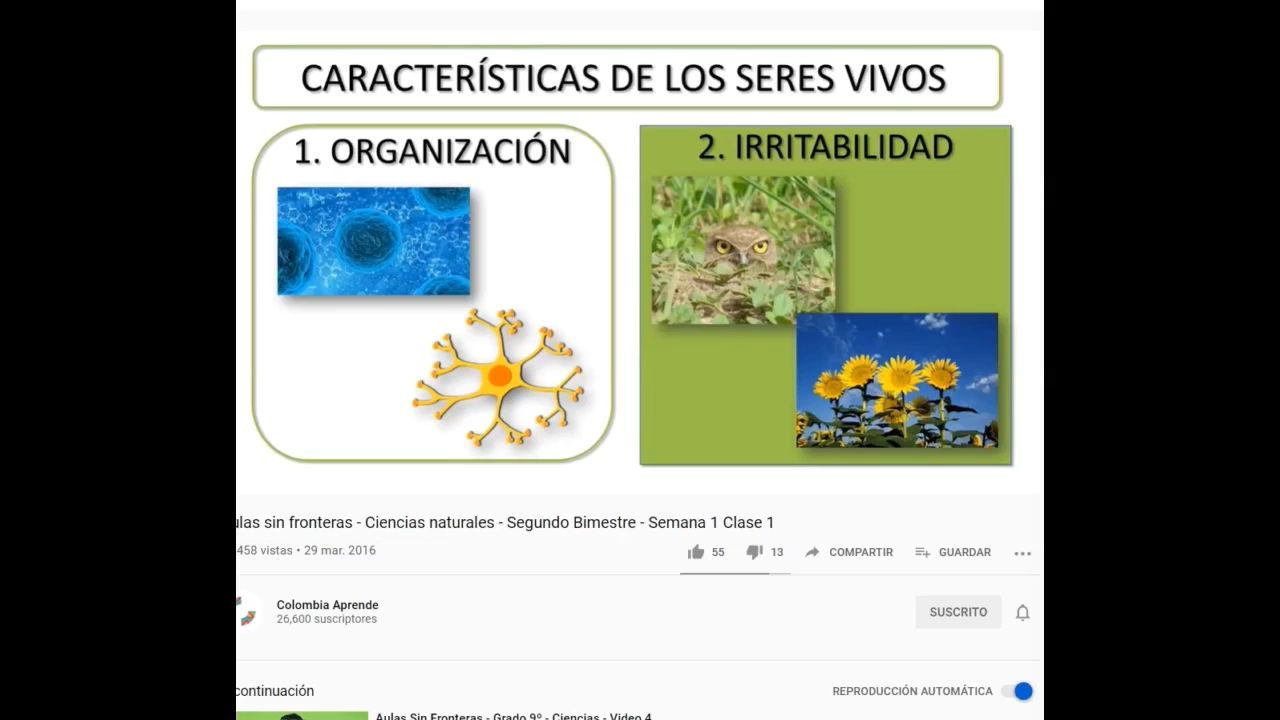 CARACTERÍSTICAS DE LOS SERES VIVOS
1. ORGANIZACIÓN
2. IRRITABILIDAD
ulas sin fronteras - Ciencias naturales - Segundo Bimestre - Semana 1 Clase 1
458 vistas • 29 mar. 2016
55
13
COMPARTIR
GUARDAR
Colombia Aprende
26,600 suscriptores
SUSCRITO
continuación
REPRODUCCIÓN AUTOMÁTICA
Aulas Sin Fronteras - Grado 9º - Ciencias - Video 4